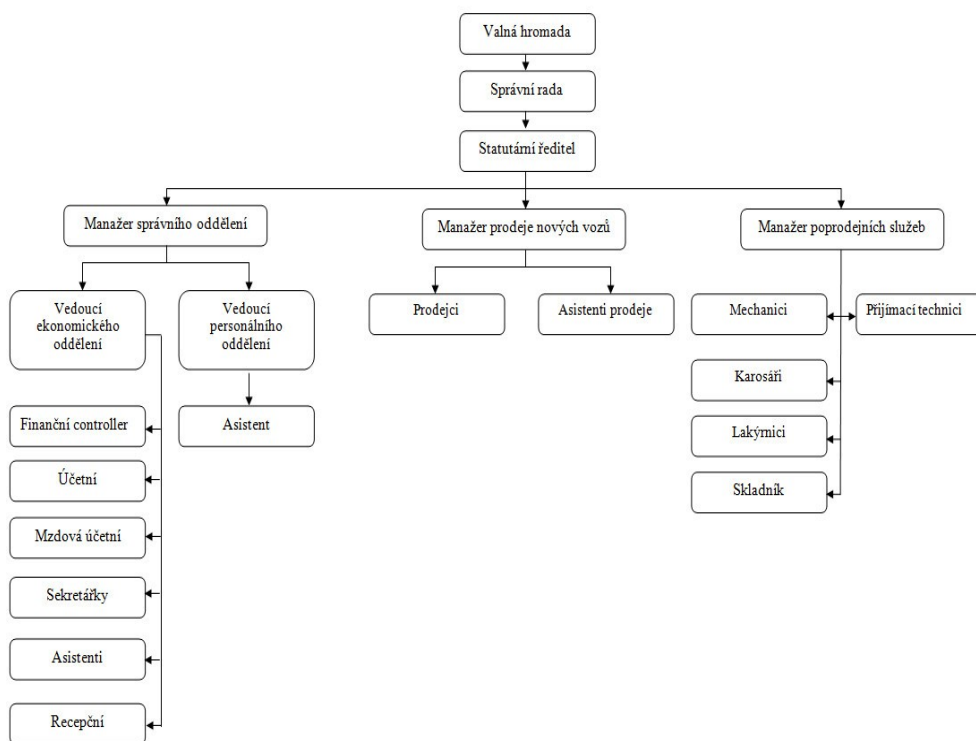 Valná hromada
Správní rada
Statutární ředitel
Manažer správního oddělení
Manažer prodeje nových vozů
Manažer poprodejních služeb
Vedoucí
ekonomického
oddělení
Vedoucí
personálního
oddělení
Prodejci
Asistenti prodeje
Mechanici
Přijímací technici
Karosáři
Finanční controller
Asistent
Lakýrnici
Účetní
Skladník
Mzdová účetní
Sekretářky
Asistenti
Recepční